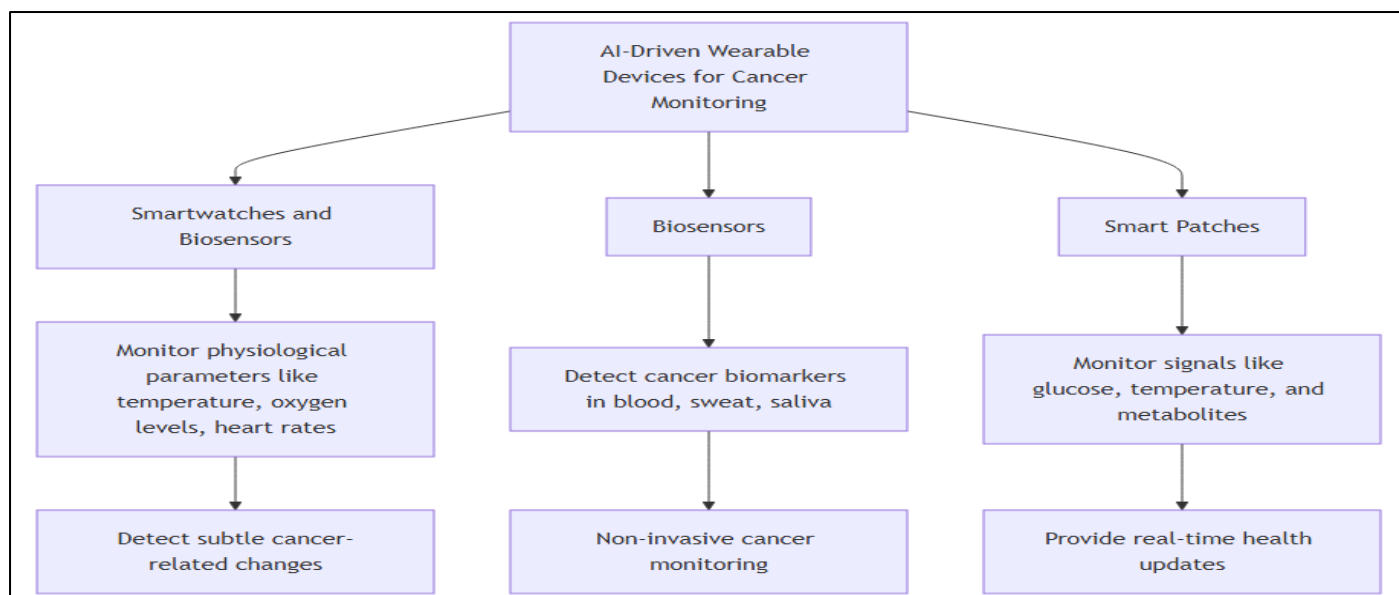 AI-Driven Wearable
Devices for Cancer
Monitoring
Smartwatches and
Biosensors
Biosensors
Smart Patches
Monitor physiological
parameters like
temperature, oxygen
levels, heart rates
Detect cancer biomarkers
in blood, sweat, saliva
Monitor signals like
glucose, temperature, and
metabolites
Detect subtle cancer-
related changes
Non-invasive cancer
monitoring
Provide real-time health
updates